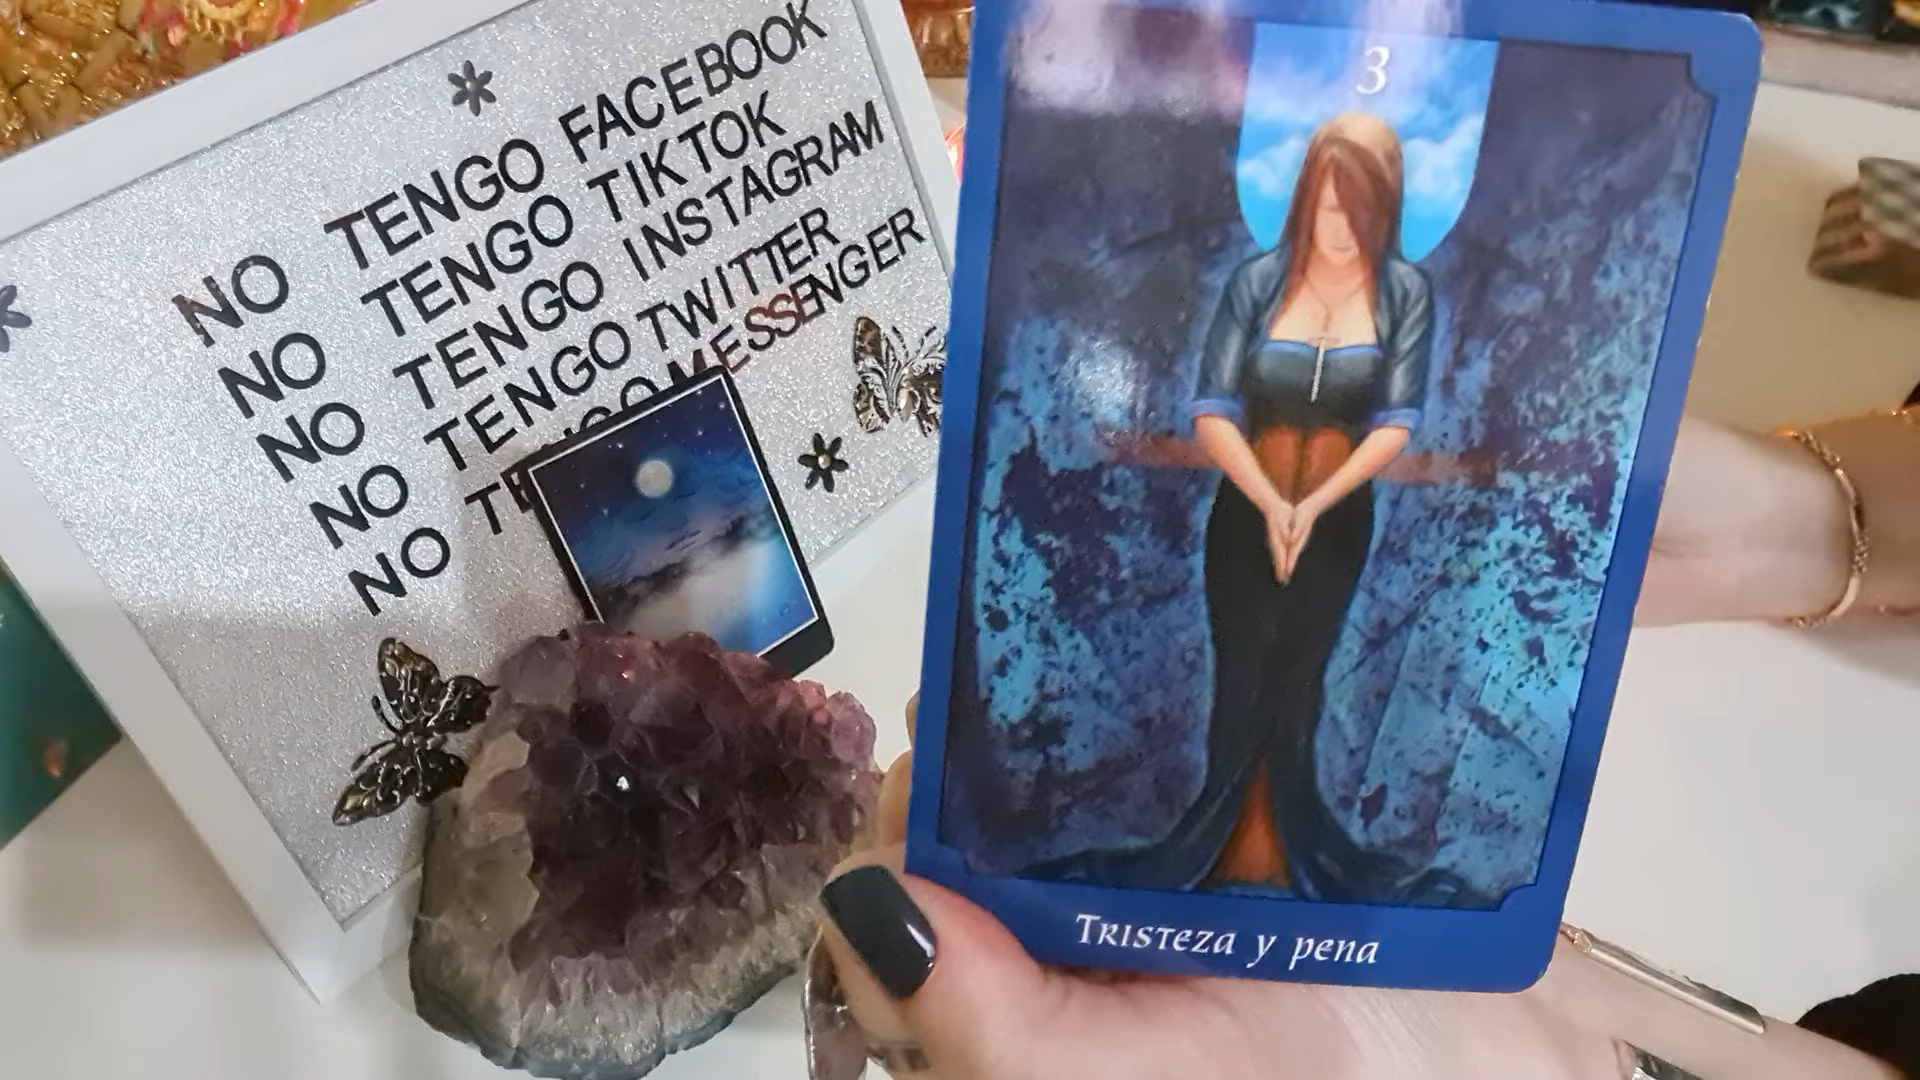 NO TENGO FACEBOOK
NO TENGO TIKTOK
NO TENGO INSTAGRAM
NO TENGO TWITTER
NO TENGO MESSENGER
3
Tristeza y pena